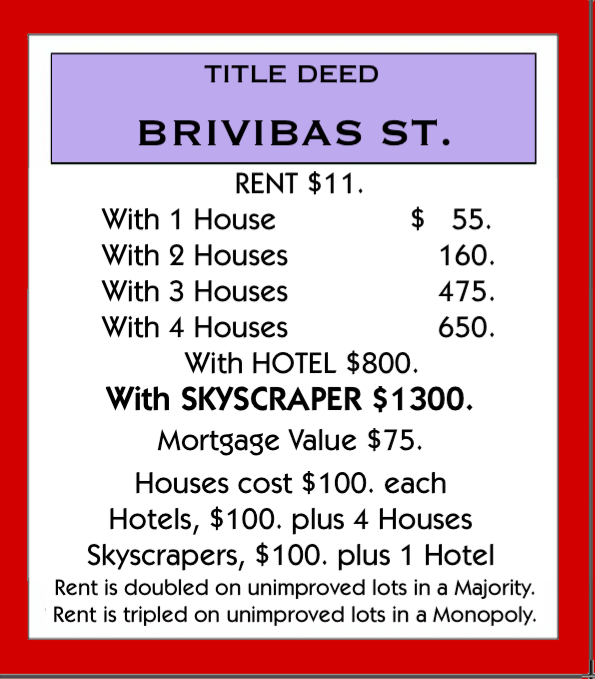 TITLE DEED
BRIVIBAS ST.
RENT $11.
With 1 House $ 55.
With 2 Houses 160.
With 3 Houses 475.
With 4 Houses 650.
With HOTEL $800.
With SKYSCRAPER $1300.
Mortgage Value $75.
Houses cost $100. each
Hotels, $100. plus 4 Houses
Skyscrapers, $100. plus 1 Hotel
Rent is doubled on unimproved lots in a Majority.
Rent is tripled on unimproved lots in a Monopoly.